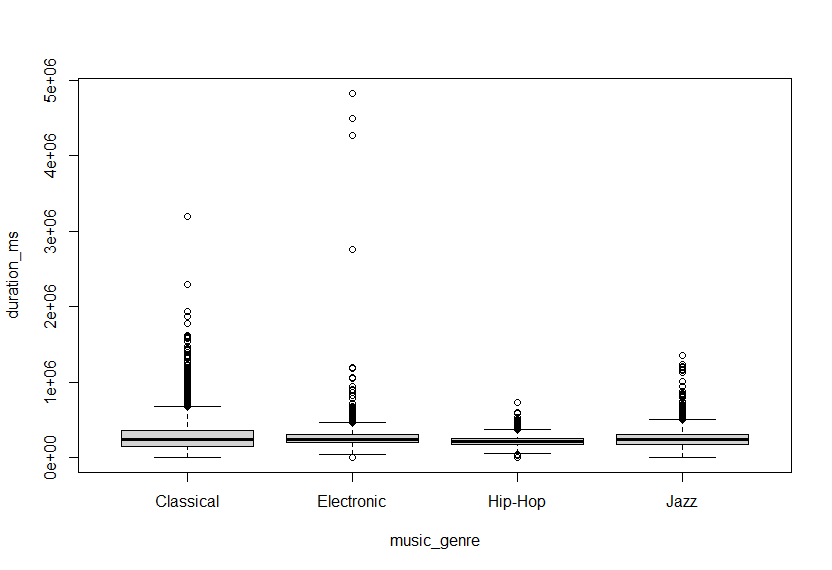 5e+06
4e+06
3e+06
2e+06
1e+06
0e+00
duration_ms
Classical Electronic Hip-Hop Jazz
music_genre